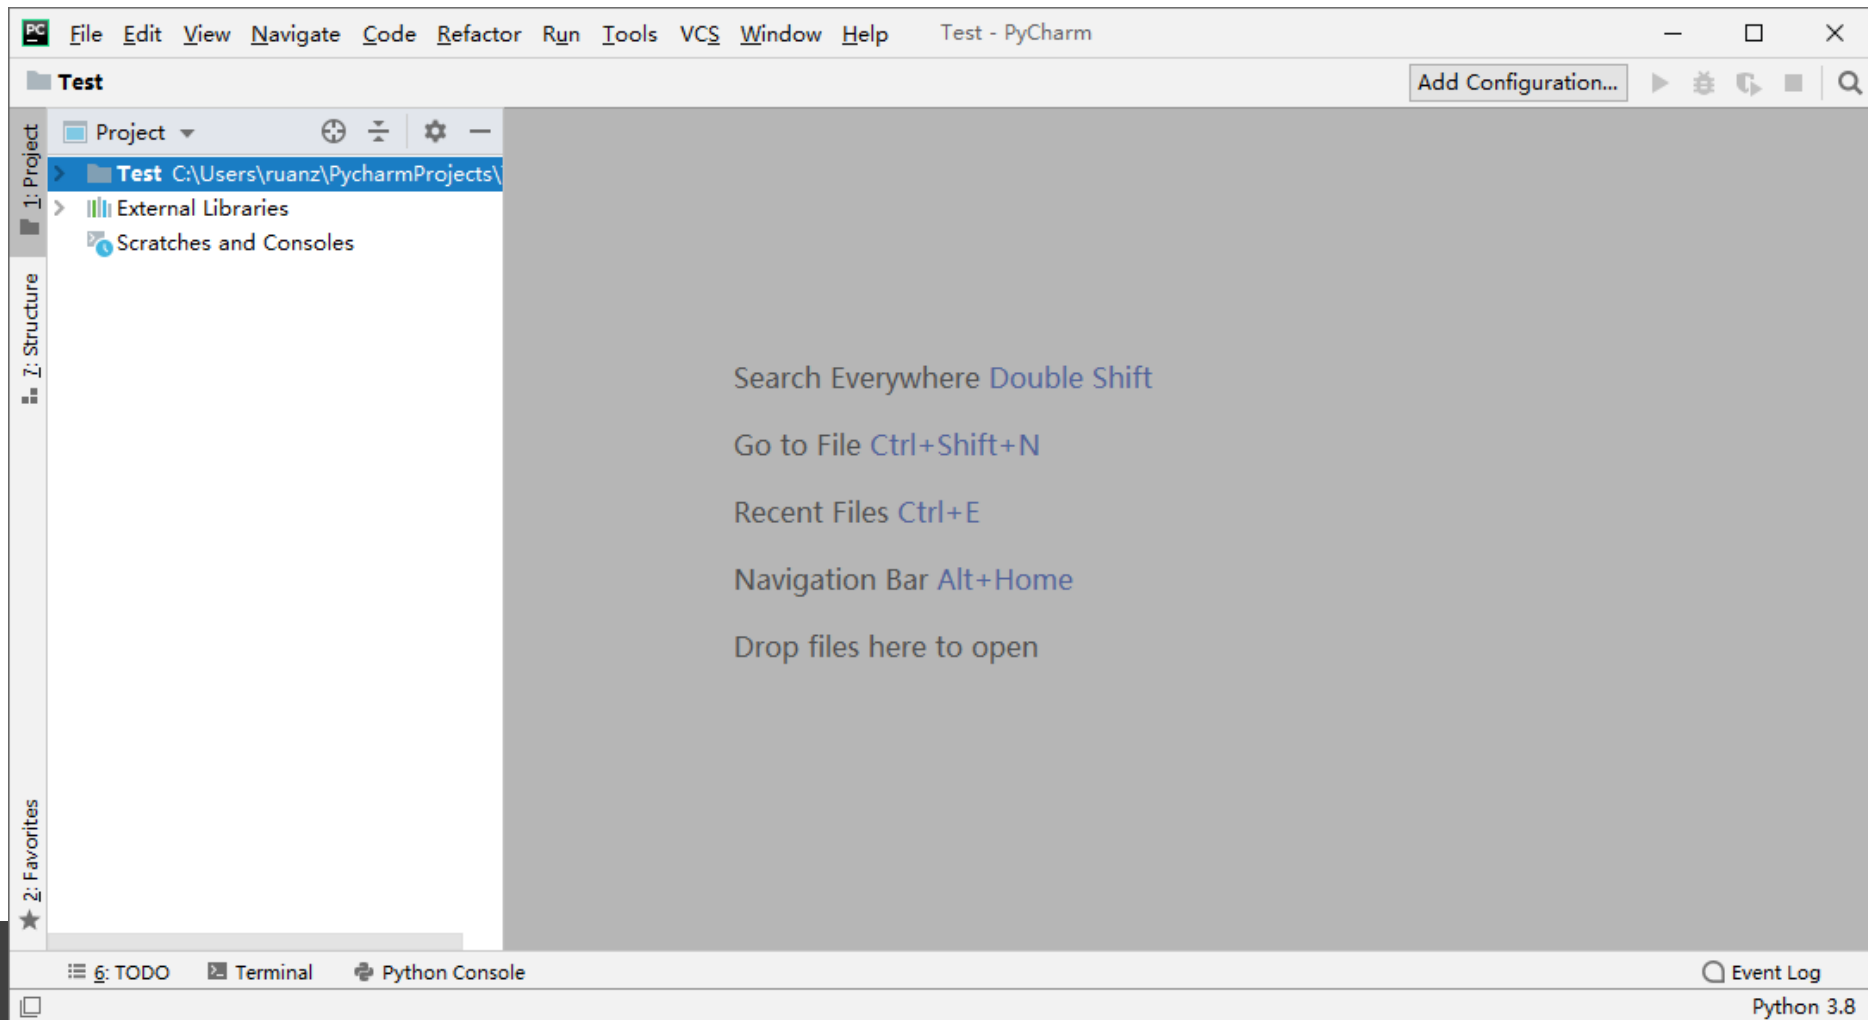 PC File Edit View Navigate Code Refactor Run Tools VCS Window Help Test - PyCharm
Test Add Configuration...
1: Project
Project
Test C:\Users\ruanz\PycharmProjects\
External Libraries
Scratches and Consoles
7: Structure
Search Everywhere Double Shift
Go to File Ctrl+Shift+N
Recent Files Ctrl+E
Navigation Bar Alt+Home
Drop files here to open
2: Favorites
6: TODO Terminal Python Console Event Log
Python 3.8